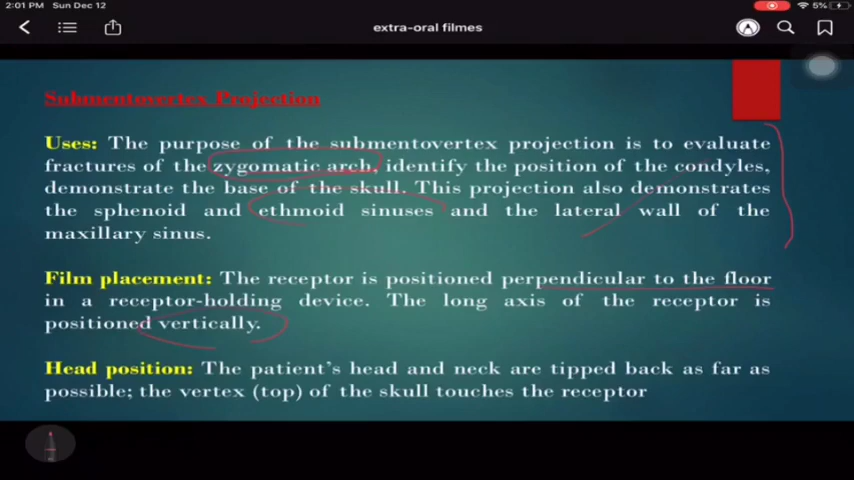 2:01 PM Sun Dec 12
5%
extra-oral filmes
Submentovertex Projection
Uses: The purpose of the submentovertex projection is to evaluate
fractures of the zygomatic arch, identify the position of the condyles,
demonstrate the base of the skull. This projection also demonstrates
the sphenoid and ethmoid sinuses and the lateral wall of the
maxillary sinus.
Film placement: The receptor is positioned perpendicular to the floor
in a receptor-holding device. The long axis of the receptor is
positioned vertically.
Head position: The patient's head and neck are tipped back as far as
possible; the vertex (top) of the skull touches the receptor